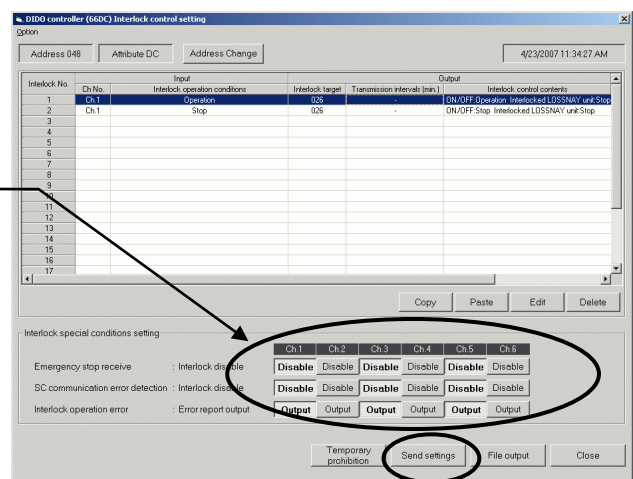 DIDO controller (66DC) Interlock control setting
Option
Address 048 Attribute DC Address Change 4/23/2007 11:34:27 AM
Interlock No. Input Output
Ch No. Interlock operation conditions Interlock target Transmission intervals (min.) Interlock control contents
1 Ch.1 Operation 026 - ON/OFF:Operation Interlocked LOSSNAY unit:Stop
2 Ch.1 Stop 026 - ON/OFF:Stop Interlocked LOSSNAY unit:Stop
3
4
5
6
7
8
9
10
11
12
13
14
15
16
17
Copy Paste Edit Delete
Interlock special conditions setting
Ch.1 Ch.2 Ch.3 Ch.4 Ch.5 Ch.6
Emergency stop receive : Interlock disable Disable Disable Disable Disable Disable Disable
SC communication error detection : Interlock disable Disable Disable Disable Disable Disable Disable
Interlock operation error : Error report output Output Output Output Output Output Output
Temporary prohibition Send settings File output Close